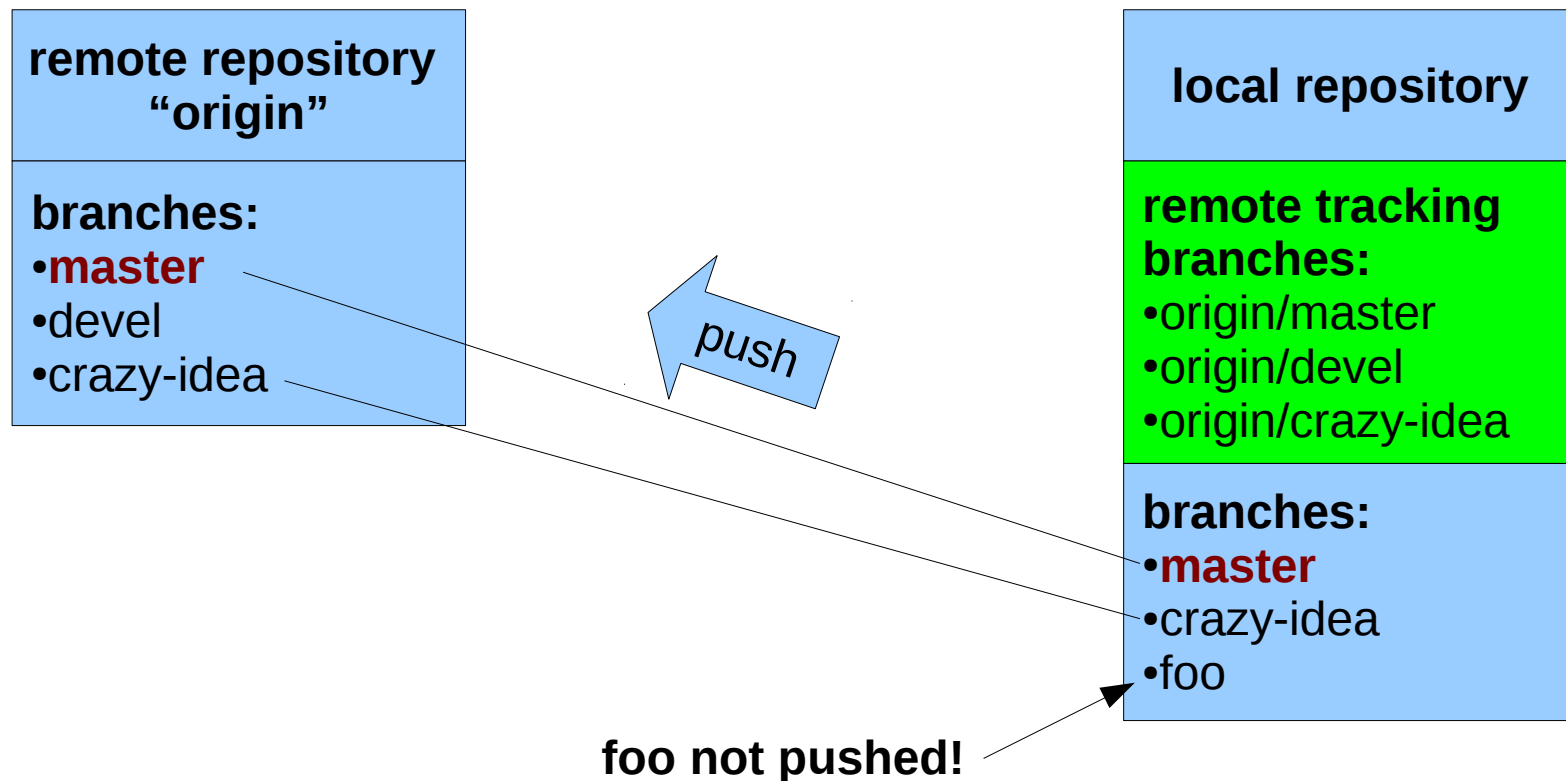 remote repository
“origin”
branches:
•master
•devel
•crazy-idea
push
local repository
remote tracking
branches:
•origin/master
•origin/devel
•origin/crazy-idea
branches:
•master
•crazy-idea
•foo
foo not pushed!